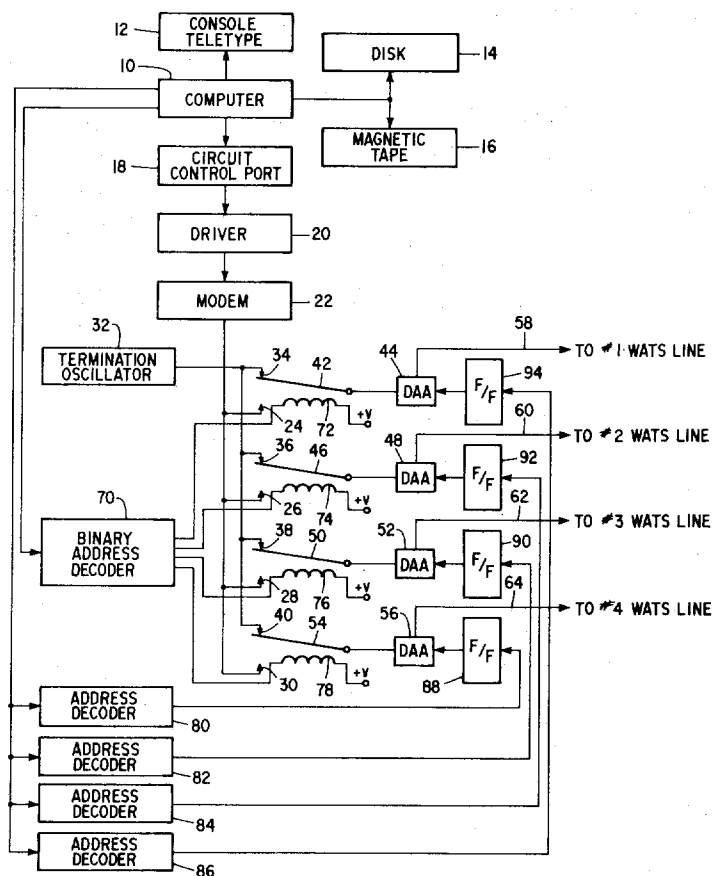 12
CONSOLE
TELETYPE
10
COMPUTER
DISK
14
MAGNETIC
TAPE
16
18
CIRCUIT
CONTROL PORT
DRIVER
20
MODEM
22
32
TERMINATION
OSCILLATOR
34
42
44
DAA
58
TO #1 WATS LINE
F/F
94
24
72
+V
36
46
48
DAA
60
TO #2 WATS LINE
F/F
92
26
74
+V
70
BINARY
ADDRESS
DECODER
38
50
52
DAA
62
TO #3 WATS LINE
F/F
90
28
76
+V
40
54
56
DAA
64
TO #4 WATS LINE
F/F
88
30
78
+V
ADDRESS
DECODER
80
ADDRESS
DECODER
82
ADDRESS
DECODER
84
ADDRESS
DECODER
86